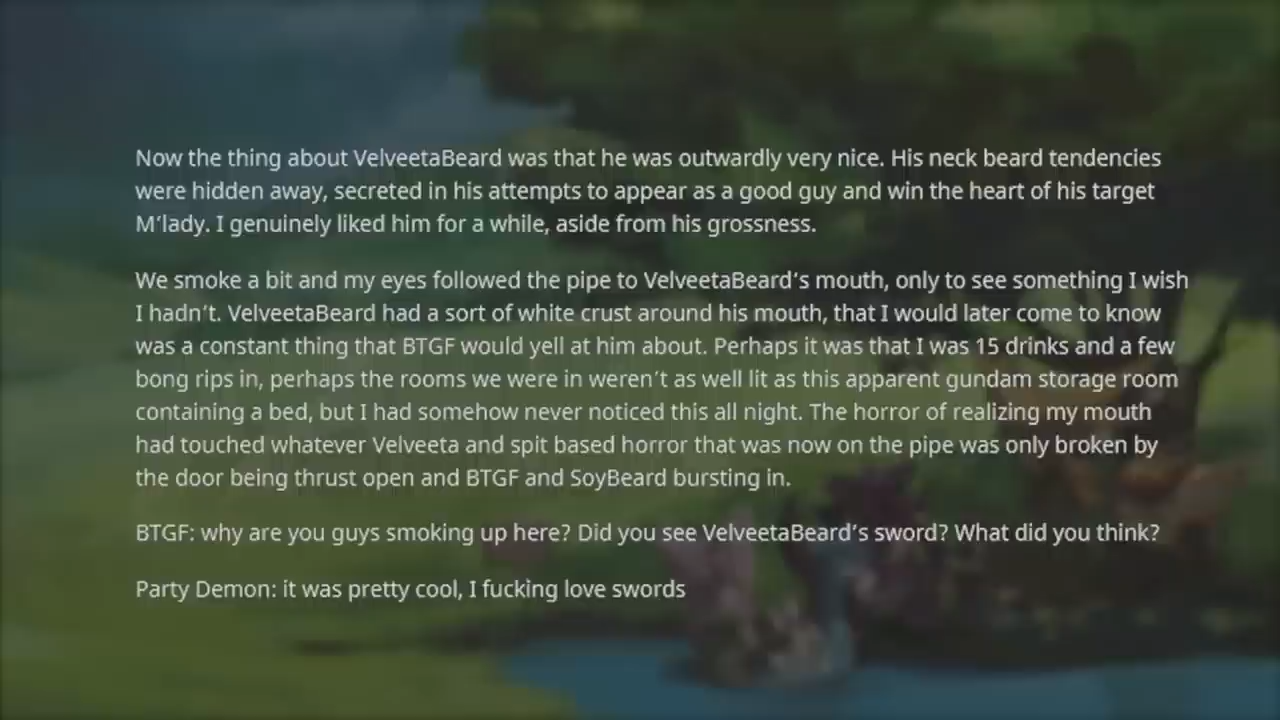 Now the thing about VelveetaBeard was that he was outwardly very nice. His neck beard tendencies
were hidden away, secreted in his attempts to appear as a good guy and win the heart of his target
M'lady. I genuinely liked him for a while, aside from his grossness.
We smoke a bit and my eyes followed the pipe to VelveetaBeard's mouth, only to see something I wish
I hadn't. VelveetaBeard had a sort of white crust around his mouth, that I would later come to know
was a constant thing that BTGF would yell at him about. Perhaps it was that I was 15 drinks and a few
bong rips in, perhaps the rooms we were in weren't as well lit as this apparent gundam storage room
containing a bed, but I had somehow never noticed this all night. The horror of realizing my mouth
had touched whatever Velveeta and spit based horror that was now on the pipe was only broken by
the door being thrust open and BTGF and SoyBeard bursting in.
BTGF: why are you guys smoking up here? Did you see VelveetaBeard's sword? What did you think?
Party Demon: it was pretty cool, I fucking love swords